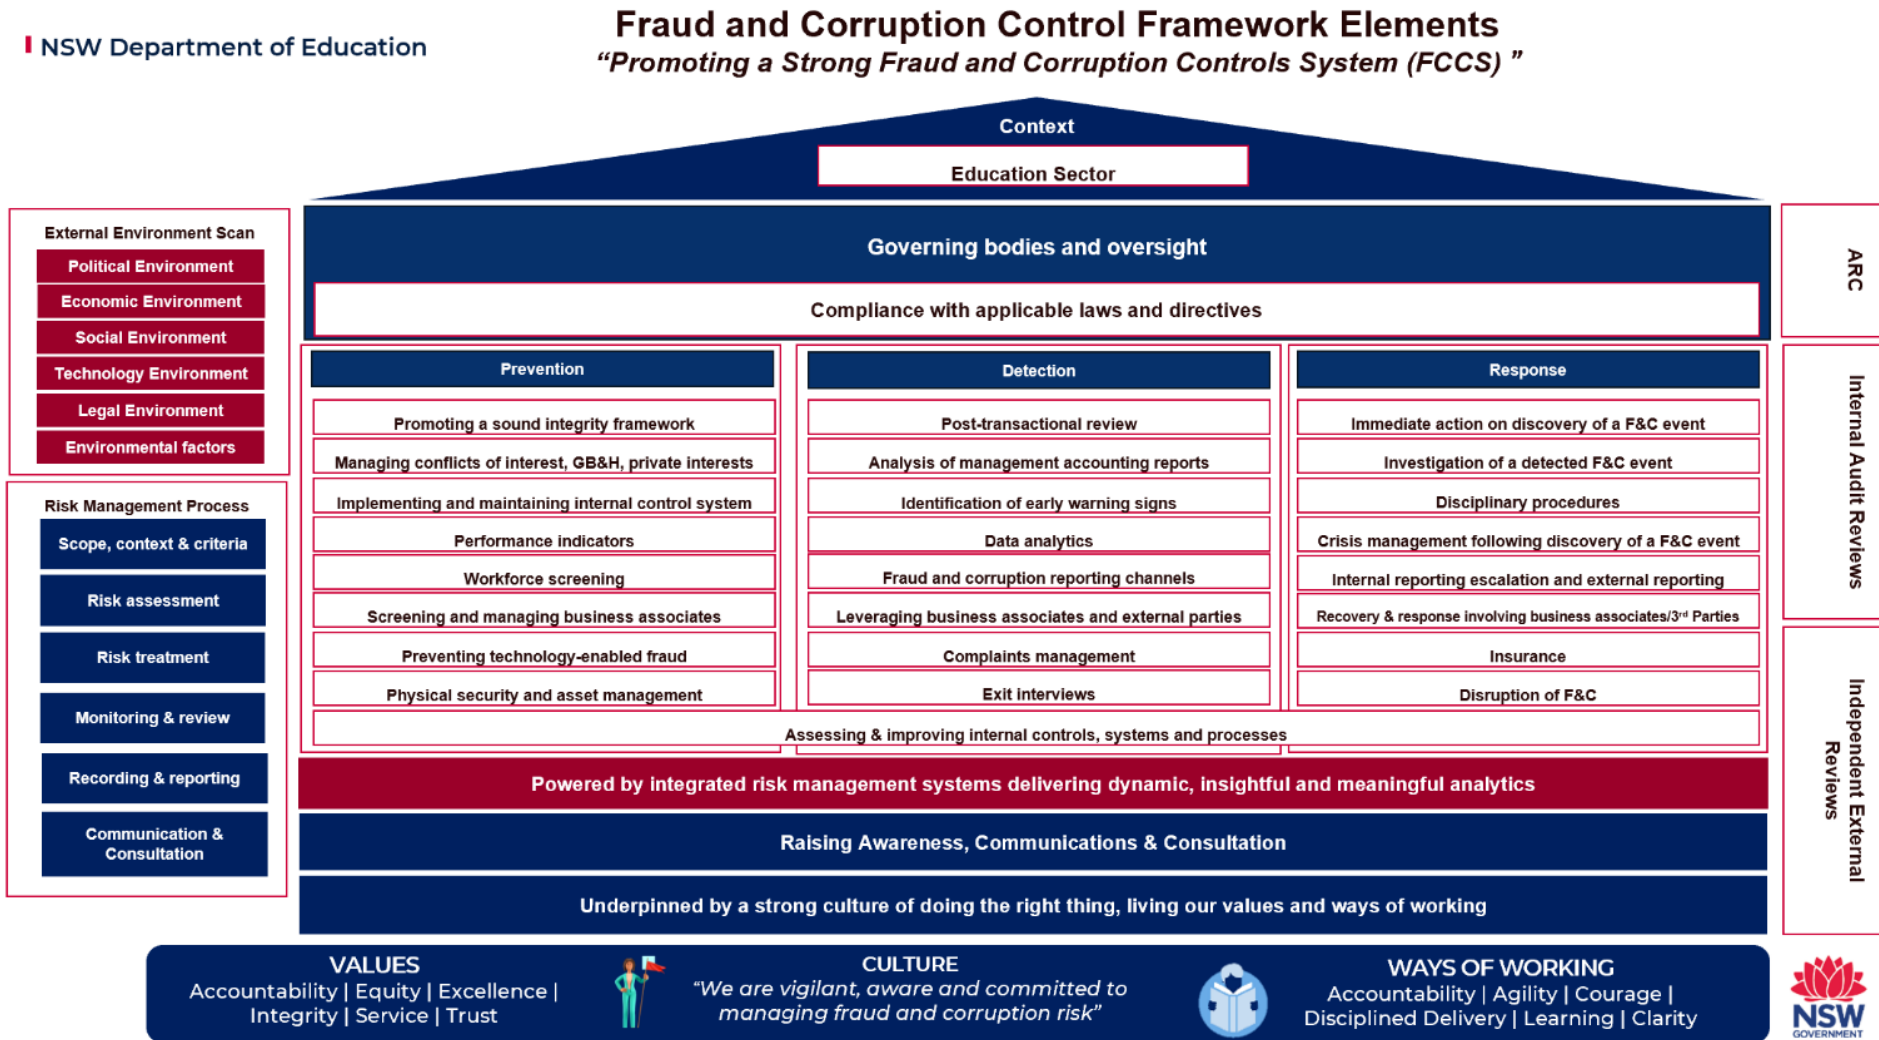 NSW Department of Education
Fraud and Corruption Control Framework Elements
“Promoting a Strong Fraud and Corruption Controls System (FCCS) ”
Context
Education Sector
External Environment Scan
Political Environment
Economic Environment
Social Environment
Technology Environment
Legal Environment
Environmental factors
Risk Management Process
Scope, context & criteria
Risk assessment
Risk treatment
Monitoring & review
Recording & reporting
Communication &
Consultation
Governing bodies and oversight
Compliance with applicable laws and directives
Prevention
Promoting a sound integrity framework
Managing conflicts of interest, GB&H, private interests
Implementing and maintaining internal control system
Performance indicators
Workforce screening
Screening and managing business associates
Preventing technology-enabled fraud
Physical security and asset management
Detection
Post-transactional review
Analysis of management accounting reports
Identification of early warning signs
Data analytics
Fraud and corruption reporting channels
Leveraging business associates and external parties
Complaints management
Exit interviews
Response
Immediate action on discovery of a F&C event
Investigation of a detected F&C event
Disciplinary procedures
Crisis management following discovery of a F&C event
Internal reporting escalation and external reporting
Recovery & response involving business associates/3rd Parties
Insurance
Disruption of F&C
Assessing & improving internal controls, systems and processes
Powered by integrated risk management systems delivering dynamic, insightful and meaningful analytics
Raising Awareness, Communications & Consultation
Underpinned by a strong culture of doing the right thing, living our values and ways of working
ARC
Internal Audit Reviews
Independent External
Reviews
VALUES
Accountability | Equity | Excellence |
Integrity | Service | Trust
CULTURE
“We are vigilant, aware and committed to
managing fraud and corruption risk”
WAYS OF WORKING
Accountability | Agility | Courage |
Disciplined Delivery | Learning | Clarity
NSW
GOVERNMENT